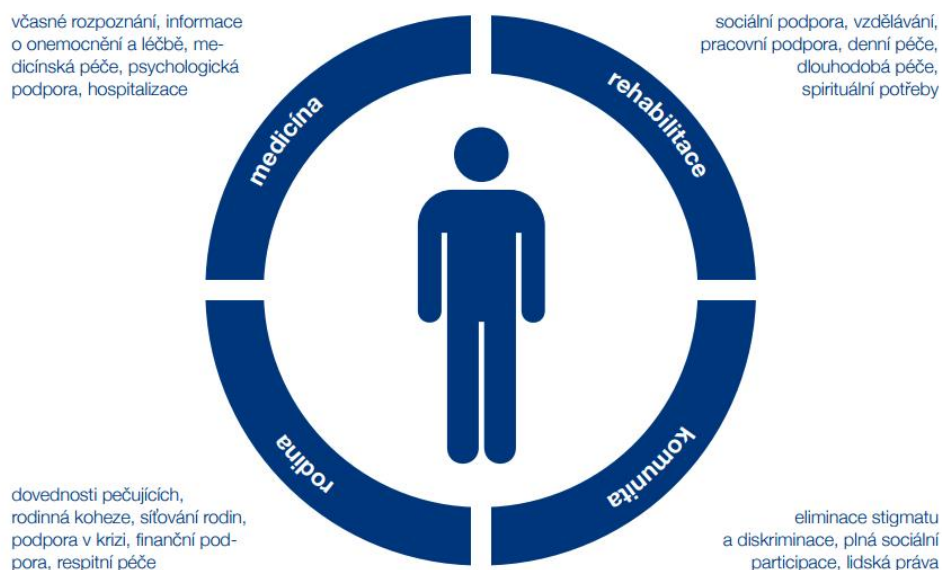 včasné rozpoznání, informace
o onemocnění a léčbě, me-
dicínská péče, psychologická
podpora, hospitalizace
sociální podpora, vzdělávání,
pracovní podpora, denní péče,
dlouhodobá péče,
spirituální potřeby
medicína
rehabilitace
rodina
komunita
dovednosti pečujících,
rodinná koheze, síťování rodin,
podpora v krizi, finanční pod-
pora, respitní péče
eliminace stigmatu
a diskriminace, plná sociální
participace, lidská práva